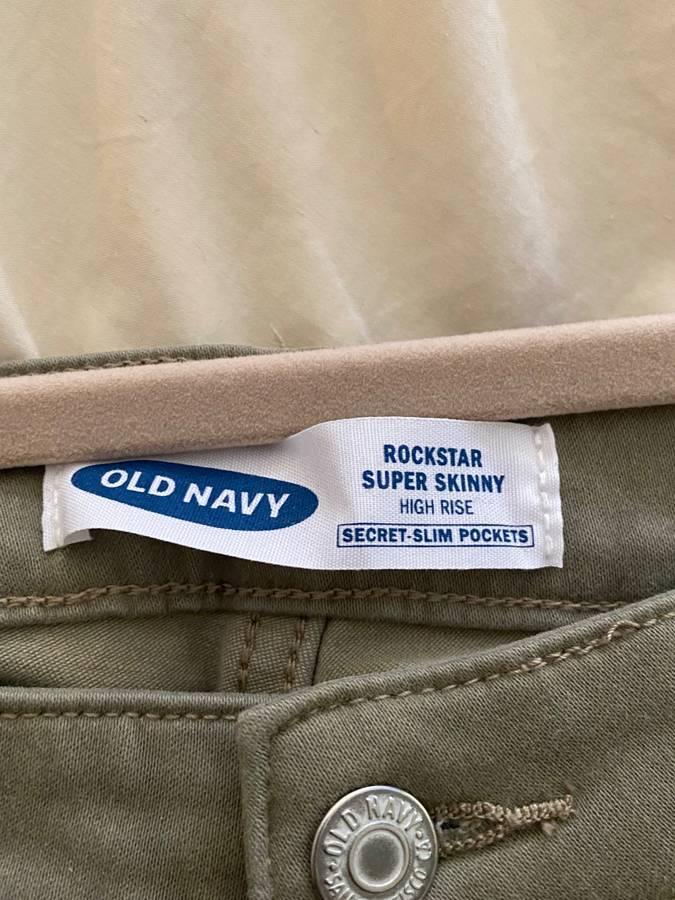 OLD NAVY
ROCKSTAR
SUPER SKINNY
HIGH RISE
SECRET-SLIM POCKETS
OLD NAVY